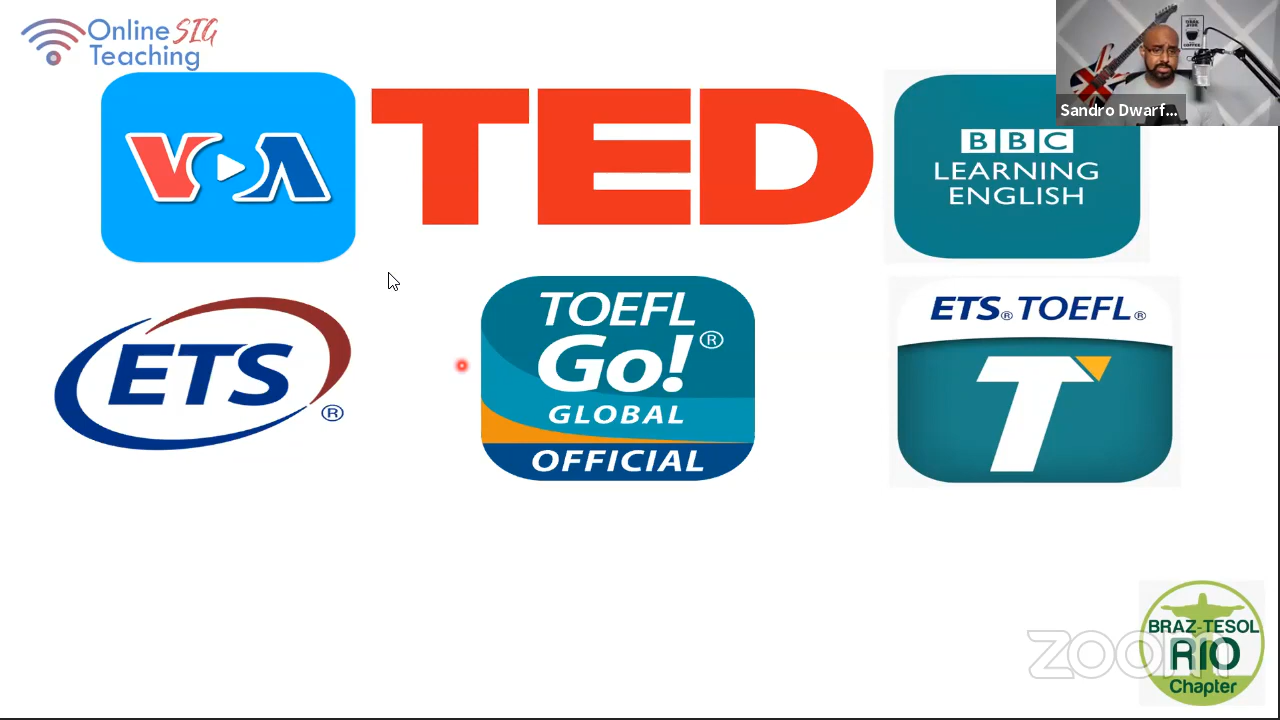 Online SIG
Teaching
VOA
TED
BBC
LEARNING
ENGLISH
Sandro Dwarf...
ETS
®
TOEFL
Go!®
GLOBAL
OFFICIAL
ETS® TOEFL®
T
BRAZ-TESOL
RIO
Chapter
zoom